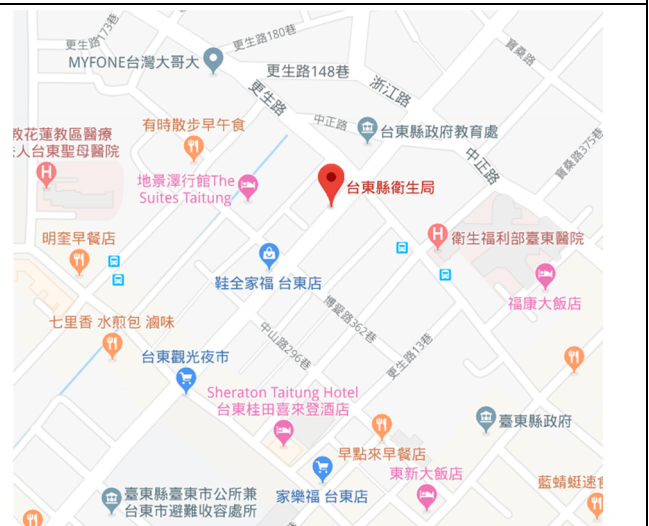 更生路173巷
更生路180巷
MYFONE台灣大哥大
更生路148巷
寶桑路
浙江路
更生路
有時散步早午食
中正路
台東縣政府教育處
教花蓮教區醫療
法人台東聖母醫院
中正路
寶桑路375巷
地景澤行館The
Suites Taitung
台東縣衛生局
明奎早餐店
衛生福利部臺東醫院
鞋全家福 台東店
福康大飯店
七里香 水煎包 滷味
博愛路362巷
中山路296巷
更生路13巷
台東觀光夜市
Sheraton Taitung Hotel
台東桂田喜來登酒店
臺東縣政府
早點來早餐店
東新大飯店
藍蜻蜓速食
臺東縣臺東市公所兼
台東市避難收容處所
家樂福 台東店